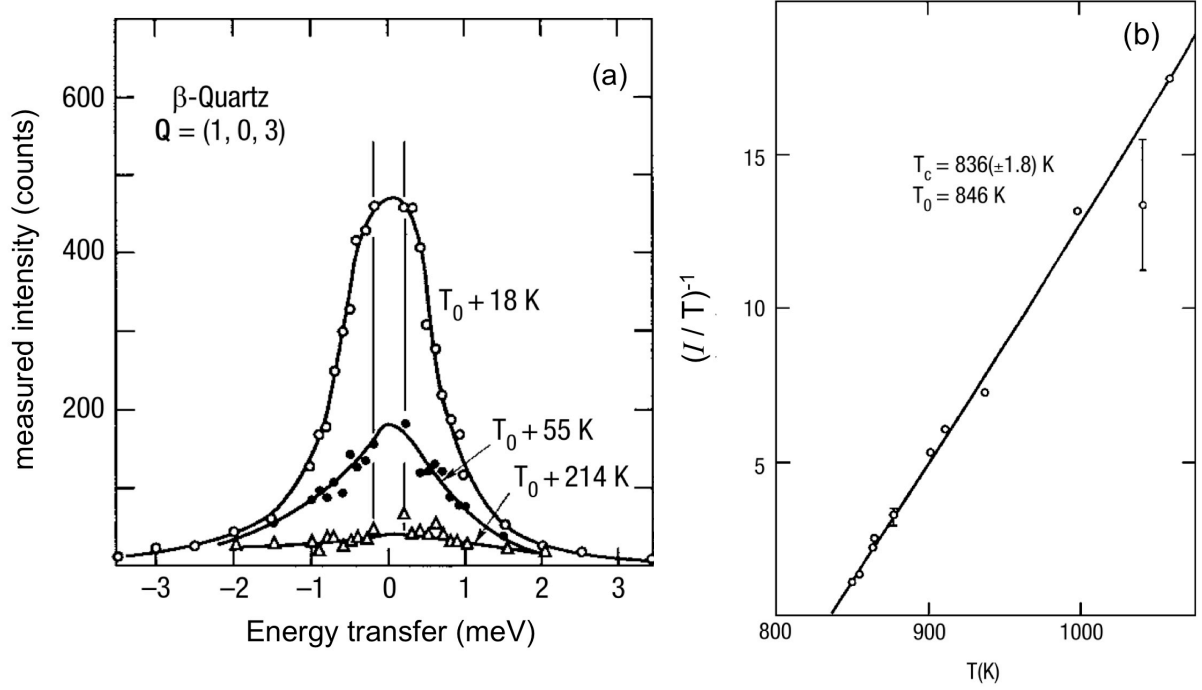 (a)
β-Quartz
Q = (1, 0, 3)
measured intensity (counts)
600
400
200
T0 + 18 K
T0 + 55 K
T0 + 214 K
−3
−2
−1
0
1
2
3
Energy transfer (meV)
(b)
Tc = 836(±1.8) K
T0 = 846 K
(I / T)-1
15
10
5
800
900
1000
T(K)